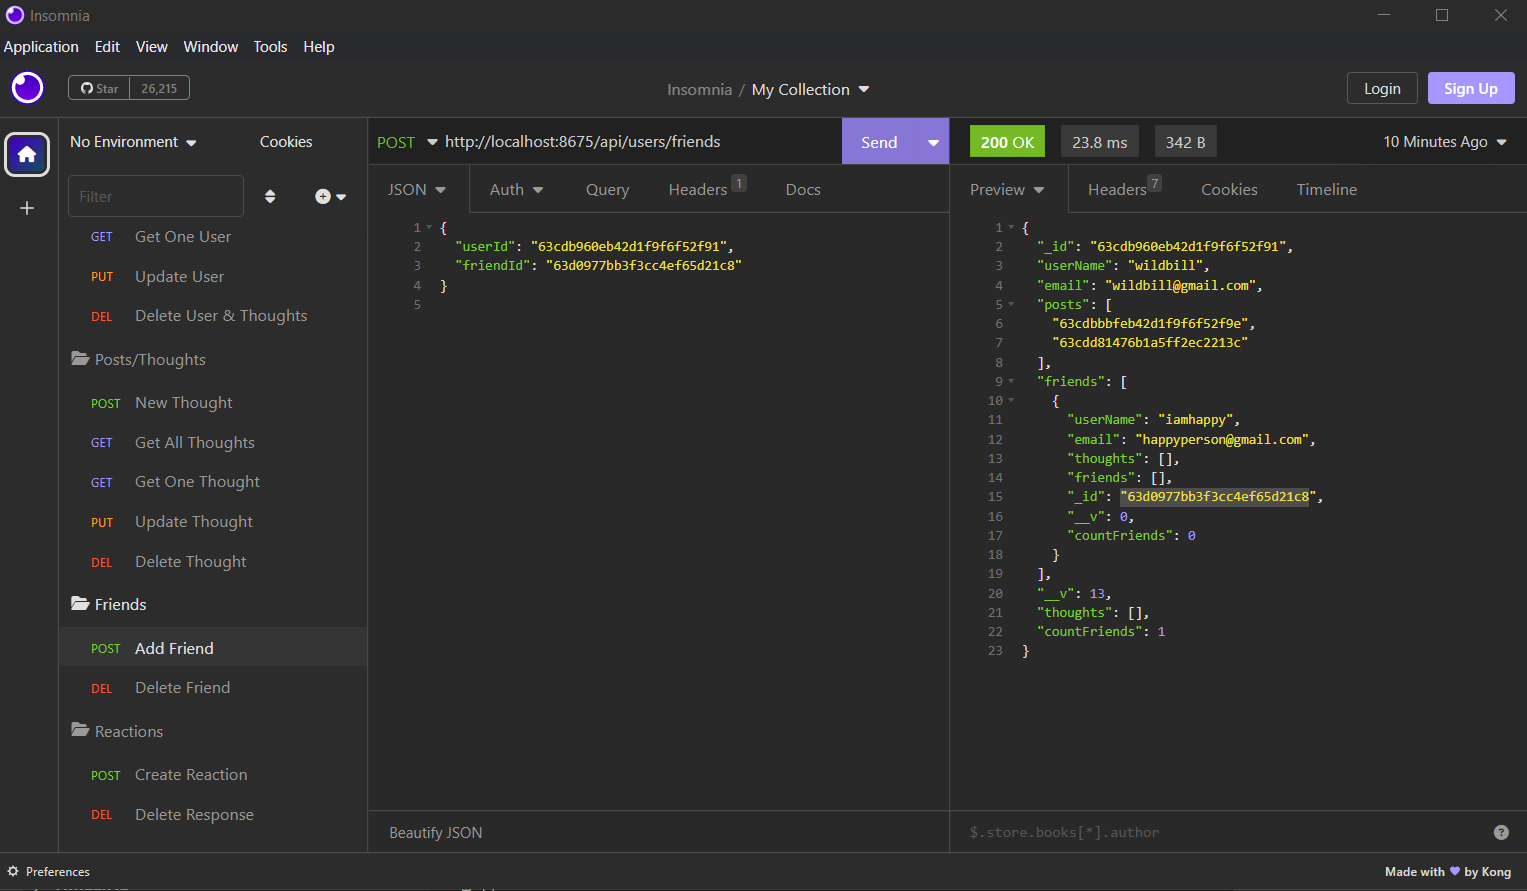 Insomnia
Application Edit View Window Tools Help
Star 26,215
Insomnia / My Collection
Login Sign Up
No Environment Cookies
Filter
GET Get One User
PUT Update User
DEL Delete User & Thoughts
Posts/Thoughts
POST New Thought
GET Get All Thoughts
GET Get One Thought
PUT Update Thought
DEL Delete Thought
Friends
POST Add Friend
DEL Delete Friend
Reactions
POST Create Reaction
DEL Delete Response
POST http://localhost:8675/api/users/friends Send
JSON Auth Query Headers 1 Docs
1 {
2 "userId": "63cdb960eb42d1f9f6f52f91",
3 "friendId": "63d0977bb3f3cc4ef65d21c8"
4 }
5
Beautify JSON
200 OK 23.8 ms 342 B 10 Minutes Ago
Preview Headers 7 Cookies Timeline
1 {
2 "_id": "63cdb960eb42d1f9f6f52f91",
3 "userName": "wildbill",
4 "email": "wildbill@gmail.com",
5 "posts": [
6 "63cdbbbfeb42d1f9f6f52f9e",
7 "63cdd81476b1a5ff2ec2213c"
8 ],
9 "friends": [
10 {
11 "userName": "iamhappy",
12 "email": "happyperson@gmail.com",
13 "thoughts": [],
14 "friends": [],
15 "_id": "63d0977bb3f3cc4ef65d21c8",
16 "__v": 0,
17 "countFriends": 0
18 }
19 ],
20 "__v": 13,
21 "thoughts": [],
22 "countFriends": 1
23 }
$.store.books[*].author ?
Preferences
Made with by Kong